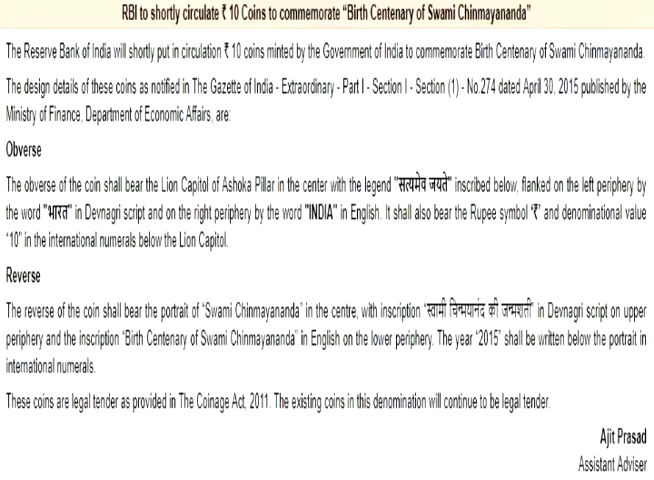 RBI to shortly circulate ₹ 10 Coins to commemorate “Birth Centenary of Swami Chinmayananda”
The Reserve Bank of India will shortly put in circulation ₹ 10 coins minted by the Government of India to commemorate Birth Centenary of Swami Chinmayananda.
The design details of these coins as notified in The Gazette of India - Extraordinary - Part I - Section I - Section (1) - No.274 dated April 30, 2015 published by the
Ministry of Finance, Department of Economic Affairs, are:
Obverse
The obverse of the coin shall bear the Lion Capitol of Ashoka Pillar in the center with the legend "सत्यमेव जयते" inscribed below, flanked on the left periphery by
the word "भारत" in Devnagri script and on the right periphery by the word "INDIA" in English. It shall also bear the Rupee symbol “₹” and denominational value
“10” in the international numerals below the Lion Capitol.
Reverse
The reverse of the coin shall bear the portrait of “Swami Chinmayananda” in the centre, with inscription “स्वामी चिन्मयानंद की जन्मशती” in Devnagri script on upper
periphery and the inscription “Birth Centenary of Swami Chinmayananda” in English on the lower periphery. The year “2015” shall be written below the portrait in
international numerals.
These coins are legal tender as provided in The Coinage Act, 2011. The existing coins in this denomination will continue to be legal tender.
Ajit Prasad
Assistant Adviser